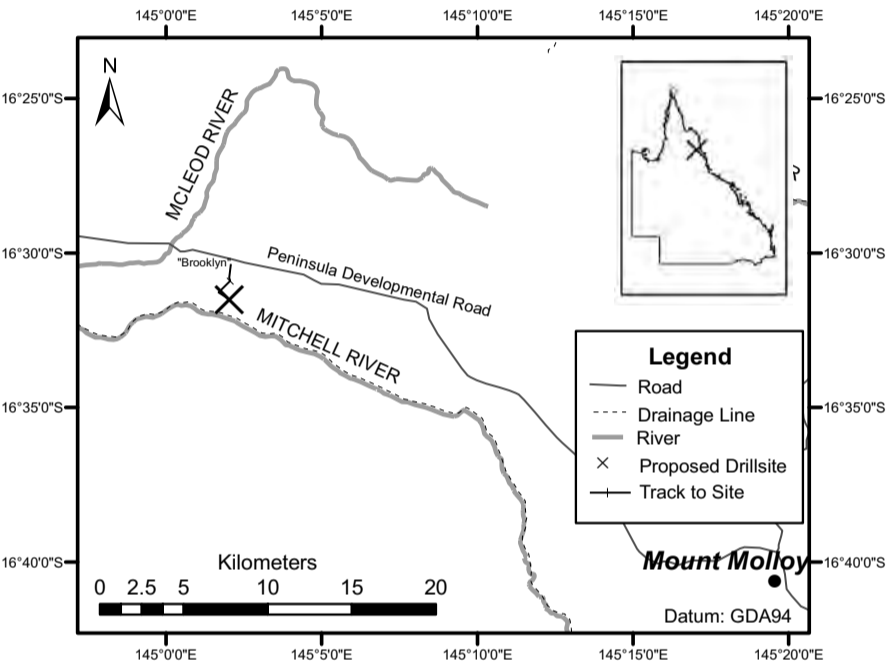 145°0'0"E 145°5'0"E 145°10'0"E 145°15'0"E 145°20'0"E
N
16°25'0"S 16°25'0"S
MCLEOD RIVER
16°30'0"S 16°30'0"S
"Brooklyn"
Peninsula Developmental Road
MITCHELL RIVER
Legend
Road
Drainage Line
River
Proposed Drillsite
Track to Site
16°35'0"S 16°35'0"S
16°40'0"S 16°40'0"S
Mount Molloy
Kilometers
0 2.5 5 10 15 20
Datum: GDA94
145°0'0"E 145°5'0"E 145°10'0"E 145°15'0"E 145°20'0"E